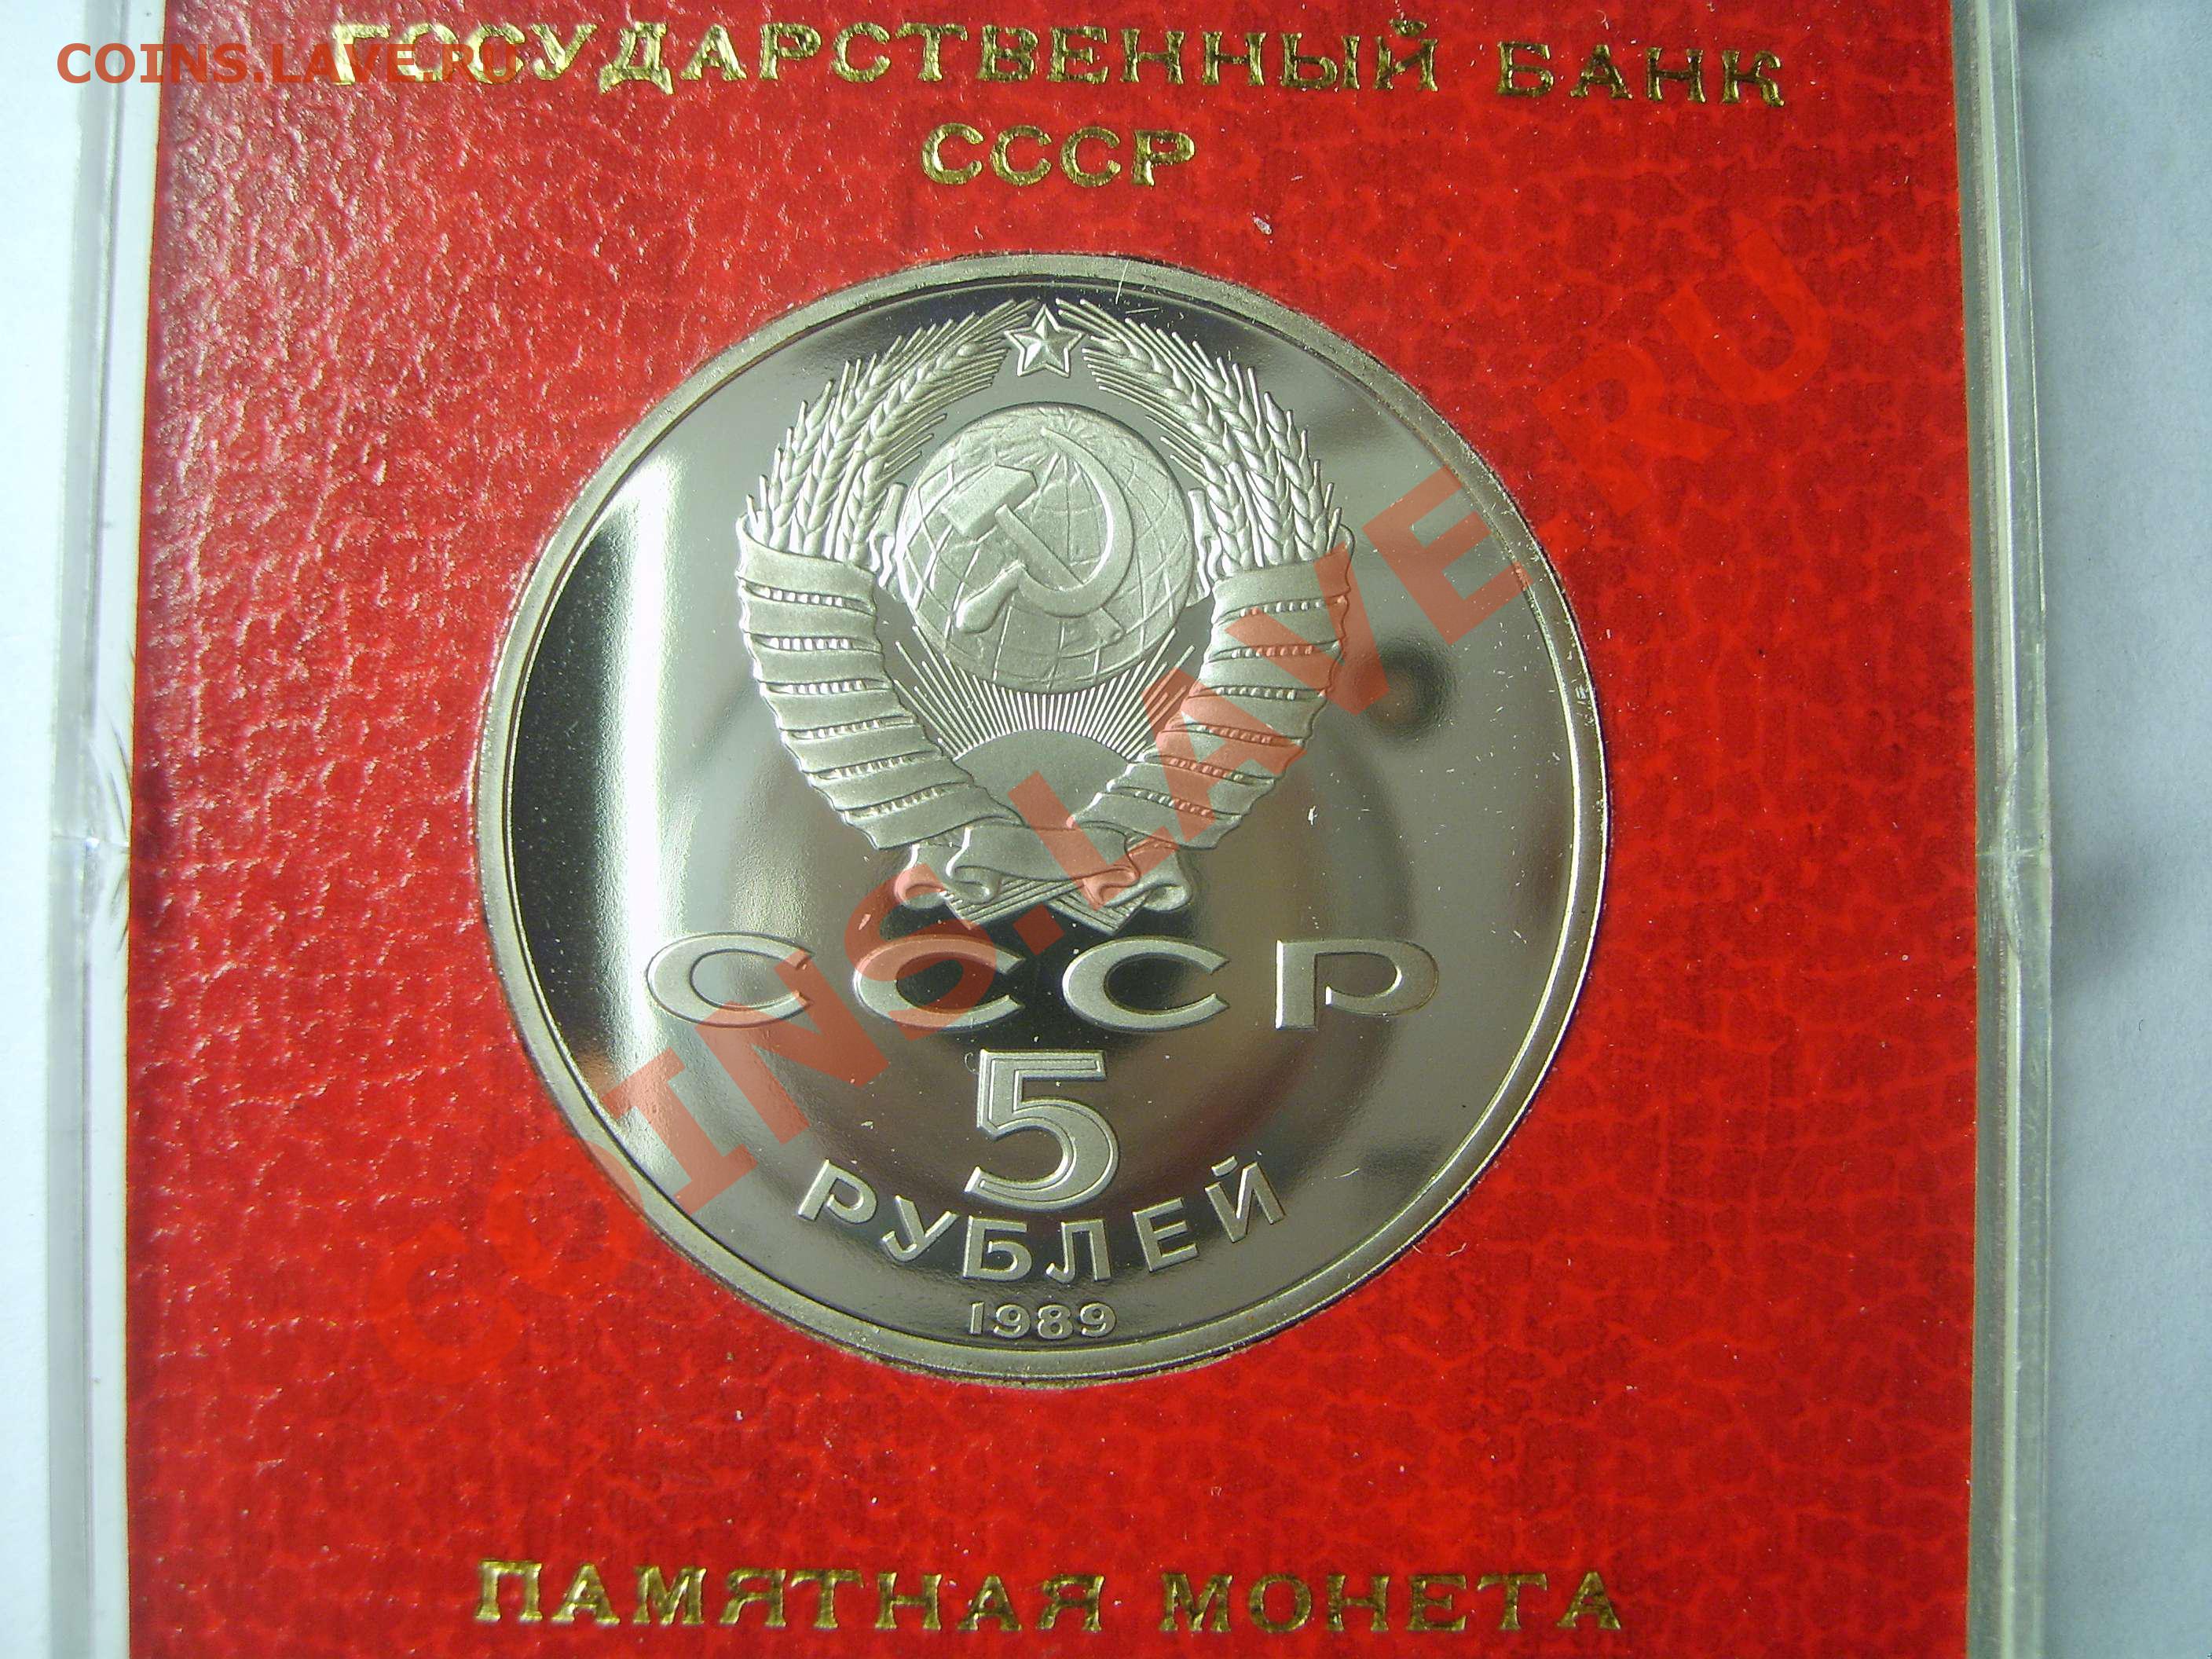 COINS.LAVE.RU
ГОСУДАРСТВЕННЫЙ БАНК
СССР
COINS.LAVE.RU
СССР
5
РУБЛЕЙ
1989
ПАМЯТНАЯ МОНЕТА